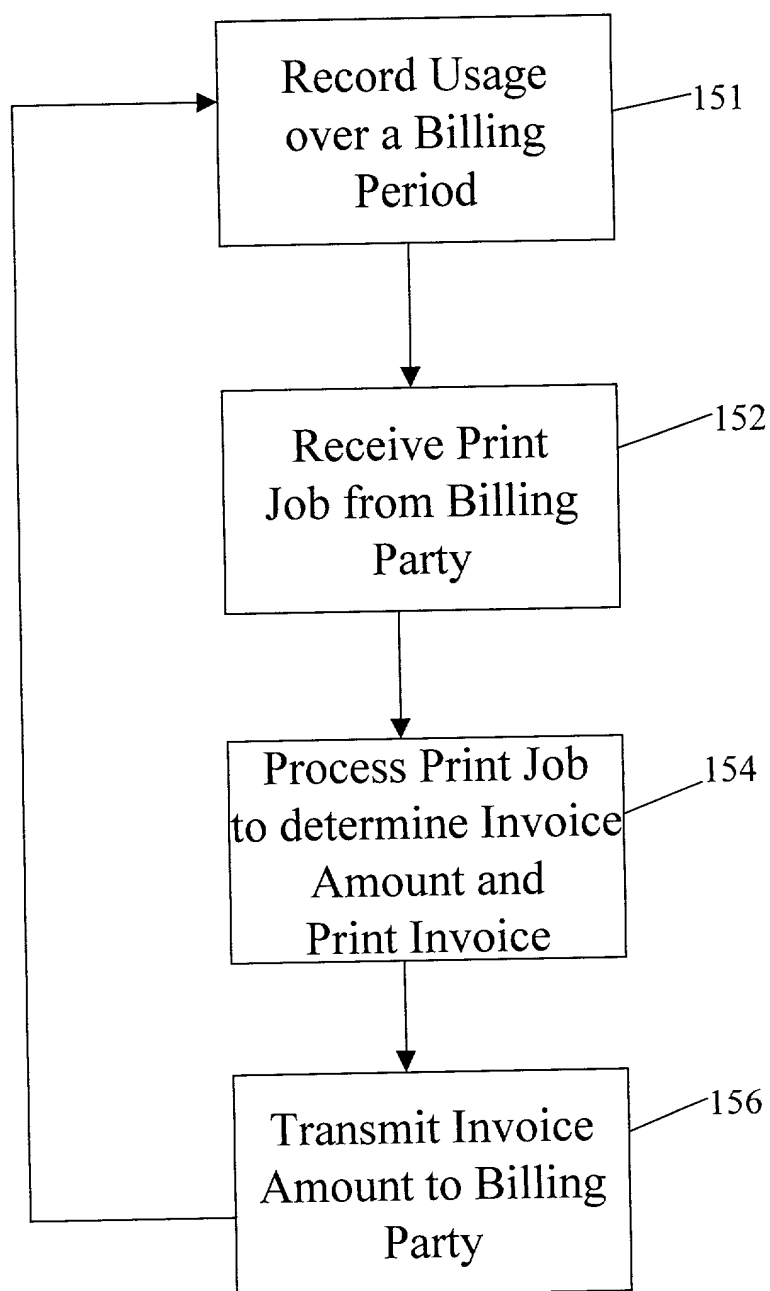 Record Usage
over a Billing
Period
151
Receive Print
Job from Billing
Party
152
Process Print Job
to determine Invoice
Amount and
Print Invoice
154
Transmit Invoice
Amount to Billing
Party
156